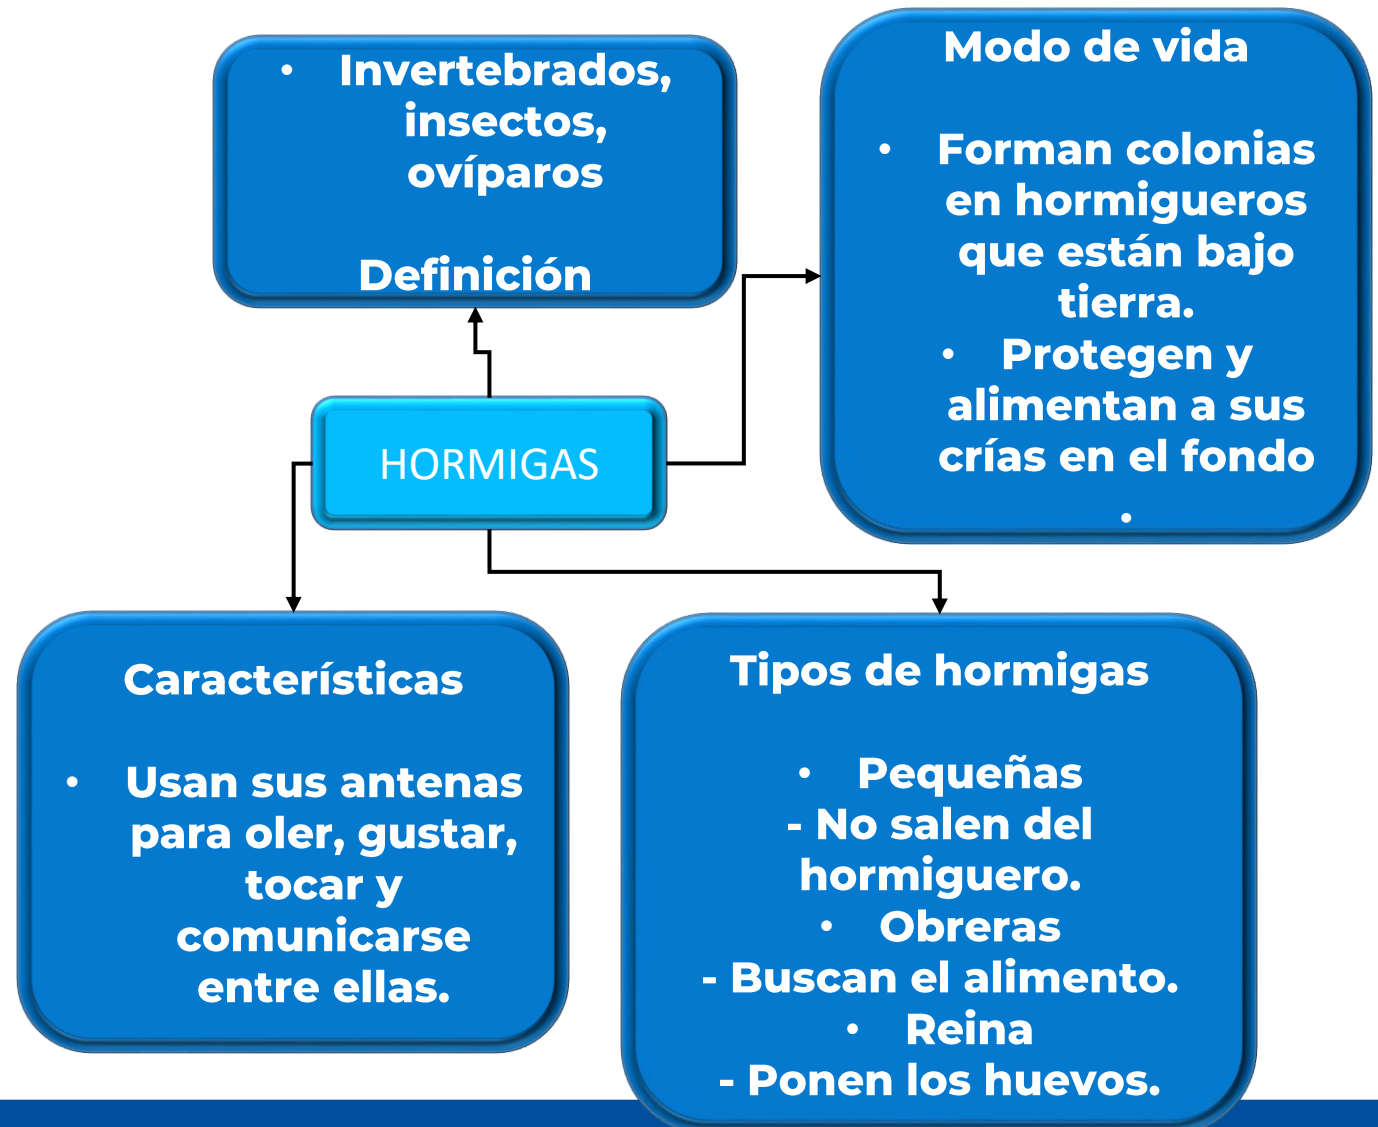 • Invertebrados,
insectos,
ovíparos
Definición
Modo de vida
• Forman colonias
en hormigueros
que están bajo
tierra.
• Protegen y
alimentan a sus
crías en el fondo
•
HORMIGAS
Características
• Usan sus antenas
para oler, gustar,
tocar y
comunicarse
entre ellas.
Tipos de hormigas
• Pequeñas
- No salen del
hormiguero.
• Obreras
- Buscan el alimento.
• Reina
- Ponen los huevos.